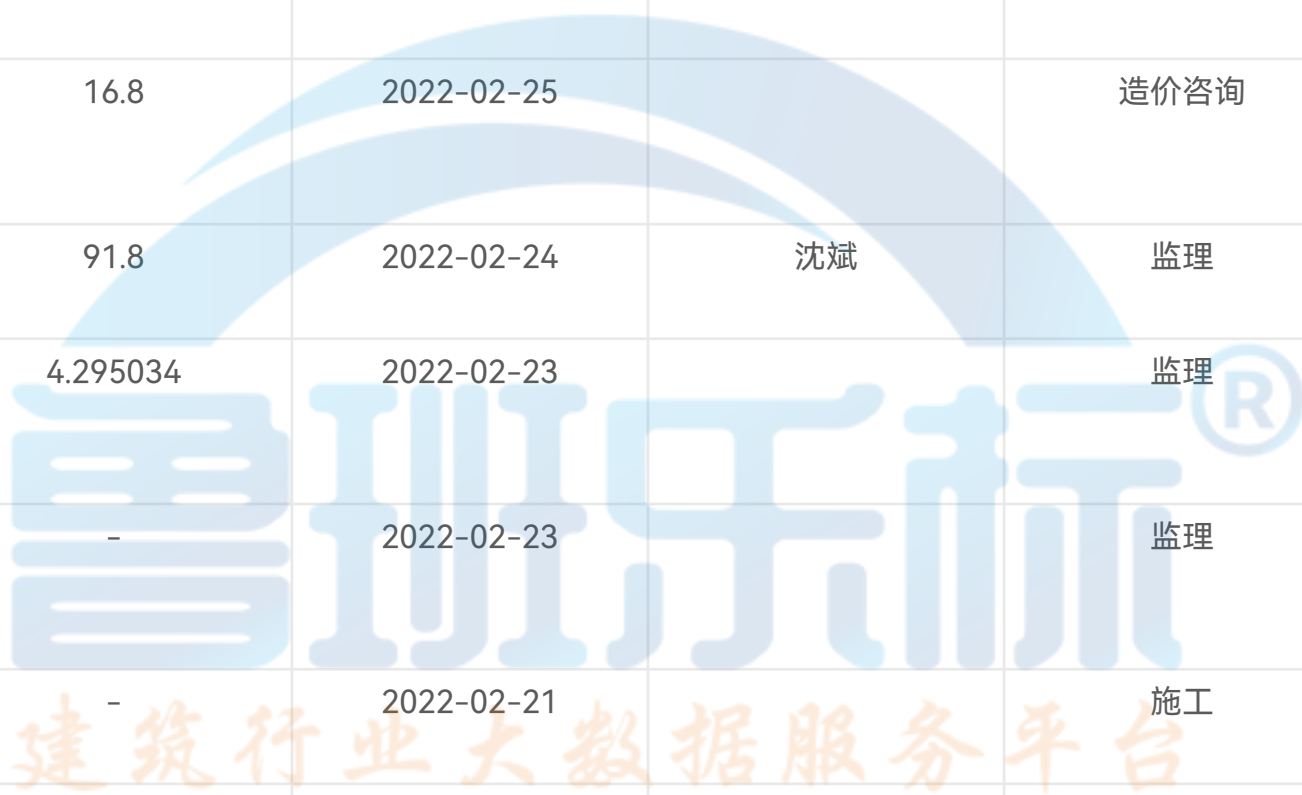 16.8 2022-02-25 造价咨询
91.8 2022-02-24 沈斌 监理
4.295034 2022-02-23 监理
®
鲁班乐标
- 2022-02-23 监理
- 2022-02-21 施工
建筑行业大数据服务平台